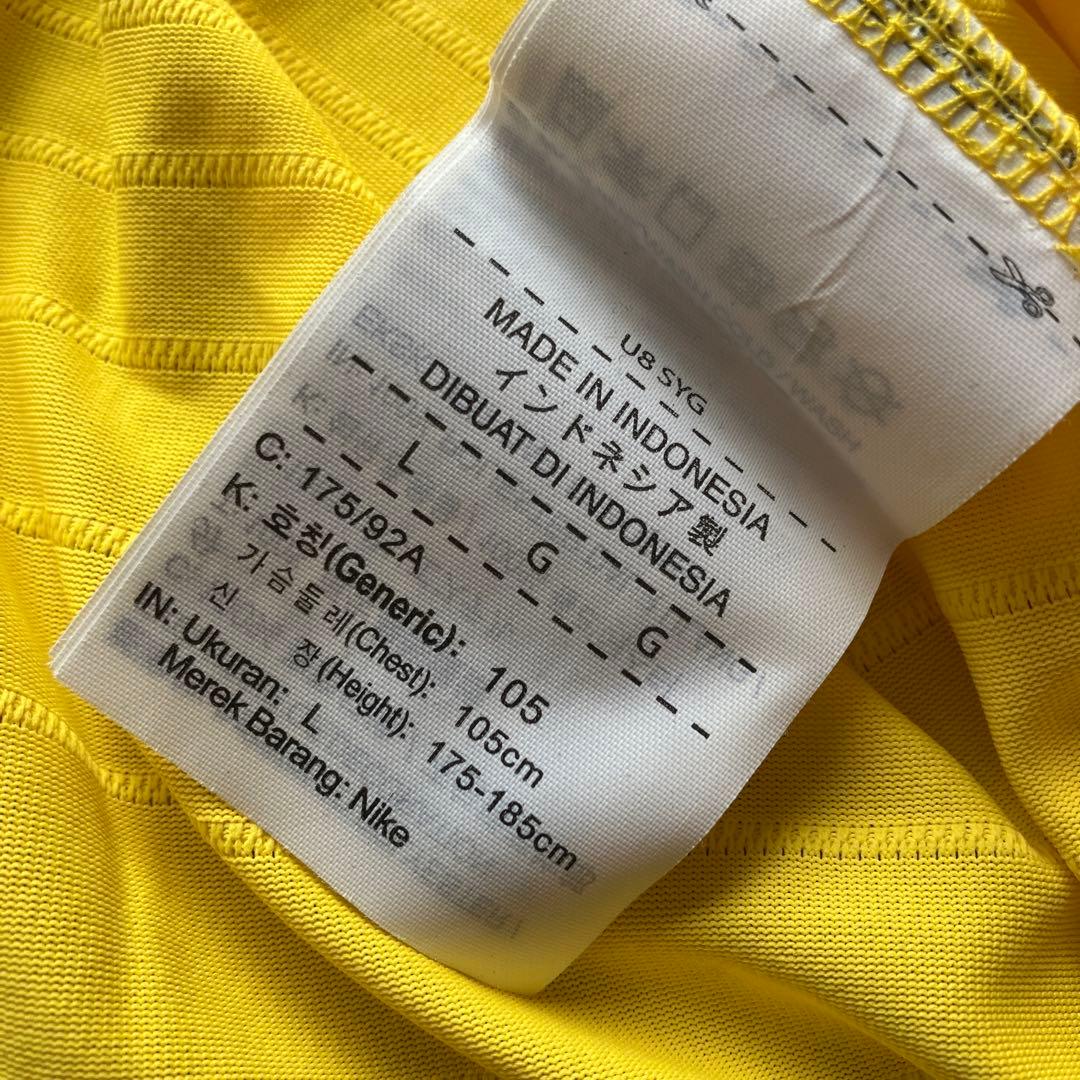 U8 SYG
MADE IN INDONESIA
インドネシア製
DIBUAT DI INDONESIA
L G G
C: 175/92A
K: 호칭(Generic): 105
가슴둘레(Chest): 105cm
신 장(Height): 175-185cm
IN: Ukuran: L
Merek Barang: Nike